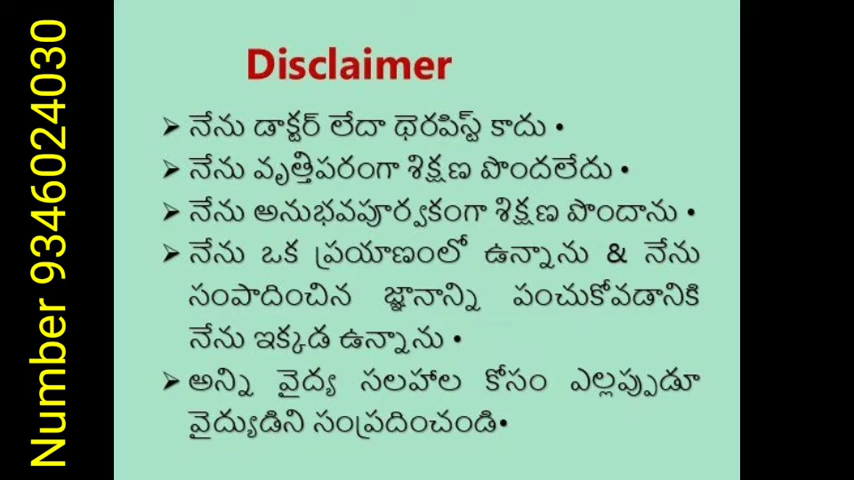 Number 9346024030
Disclaimer
➤ నేను డాక్టర్ లేదా థెరపిస్ట్ కాదు •
➤ నేను వృత్తిపరంగా శిక్షణ పొందలేదు •
➤ నేను అనుభవపూర్వకంగా శిక్షణ పొందాను •
➤ నేను ఒక ప్రయాణంలో ఉన్నాను & నేను
సంపాదించిన జ్ఞానాన్ని పంచుకోవడానికి
నేను ఇక్కడ ఉన్నాను •
➤ అన్ని వైద్య సలహాల కోసం ఎల్లప్పుడూ
వైద్యుడిని సంప్రదించండి•